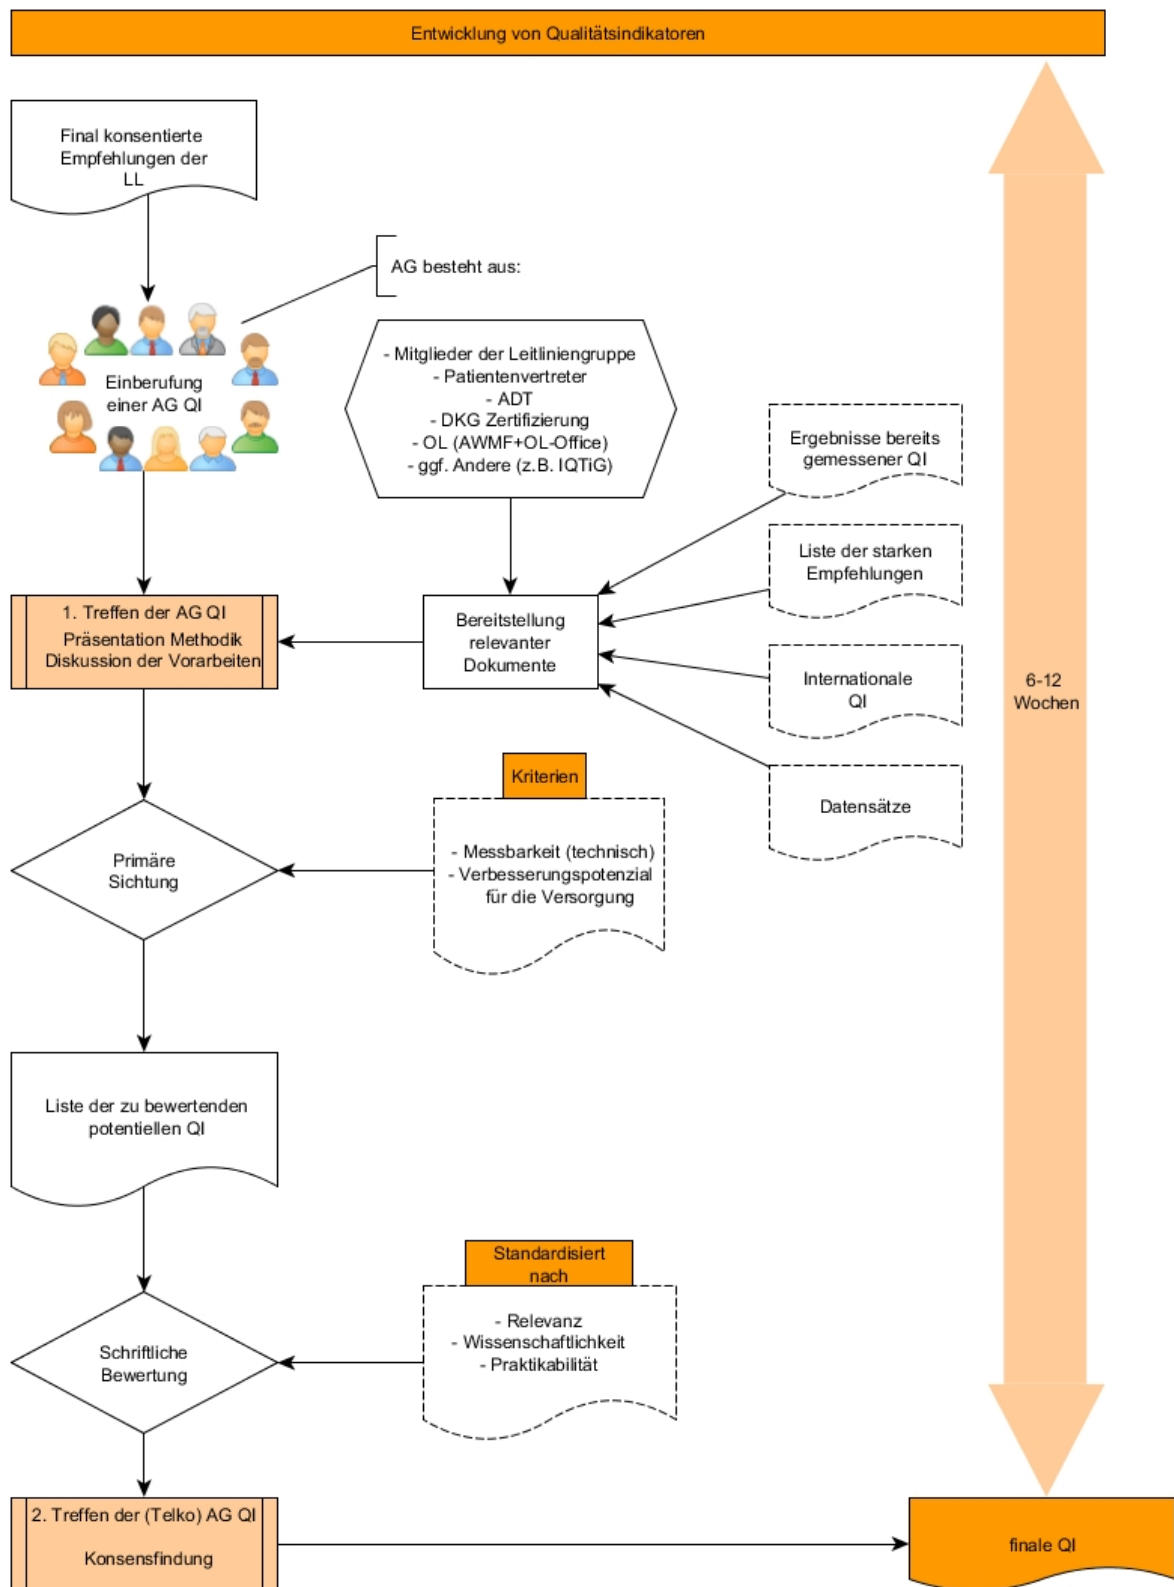 Entwicklung von Qualitätsindikatoren
Final konsentierte
Empfehlungen der
LL
AG besteht aus:
Einberufung
einer AG QI
- Mitglieder der Leitliniengruppe
- Patientenvertreter
- ADT
- DKG Zertifizierung
- OL (AWMF+OL-Office)
- ggf. Andere (z.B. IQTiG)
Ergebnisse bereits
gemessener QI
Liste der starken
Empfehlungen
1. Treffen der AG QI
Präsentation Methodik
Diskussion der Vorarbeiten
Bereitstellung
relevanter
Dokumente
Internationale
QI
6-12
Wochen
Datensätze
Kriterien
- Messbarkeit (technisch)
- Verbesserungspotenzial
für die Versorgung
Primäre
Sichtung
Liste der zu bewertenden
potentiellen QI
Standardisiert
nach
- Relevanz
- Wissenschaftlichkeit
- Praktikabilität
Schriftliche
Bewertung
2. Treffen der (Telko) AG QI
Konsensfindung
finale QI